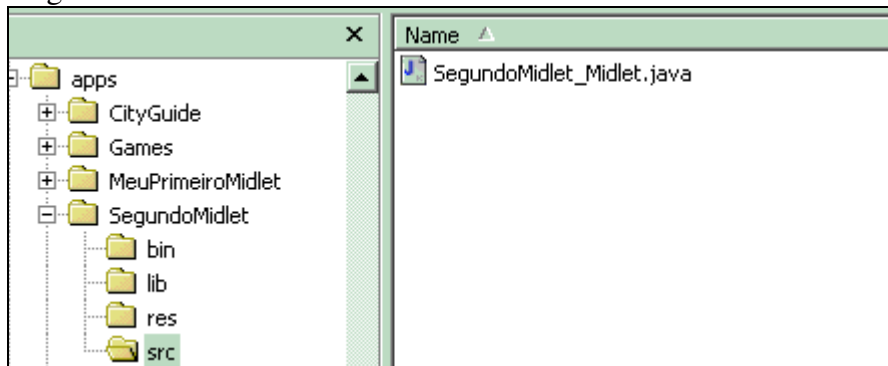 Name
apps
CityGuide
Games
MeuPrimeiroMidlet
SegundoMidlet
bin
lib
res
src
SegundoMidlet_Midlet.java